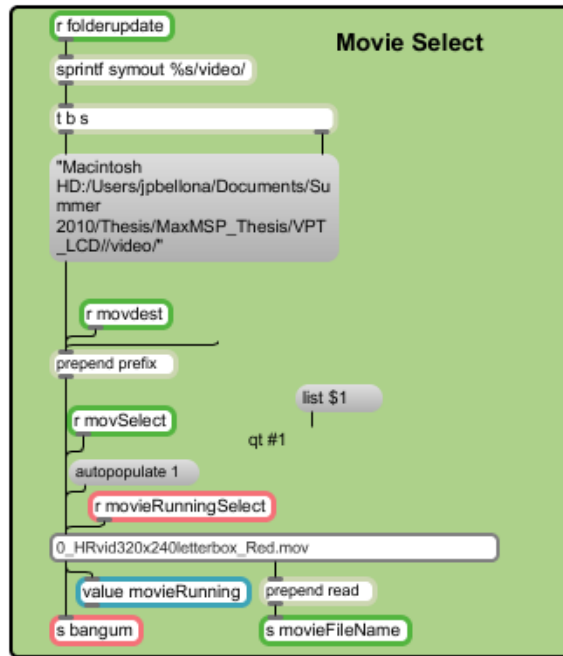 r folderupdate
Movie Select
sprintf symout %s/video/
t b s
"Macintosh
HD:/Users/jpbellona/Documents/Su
mmer
2010/Thesis/MaxMSP_Thesis/VPT
_LCD//video/"
r movdest
prepend prefix
list $1
r movSelect
qt #1
autopopulate 1
r movieRunningSelect
0_HRvid320x240letterbox_Red.mov
value movieRunning
prepend read
s bangum
s movieFileName